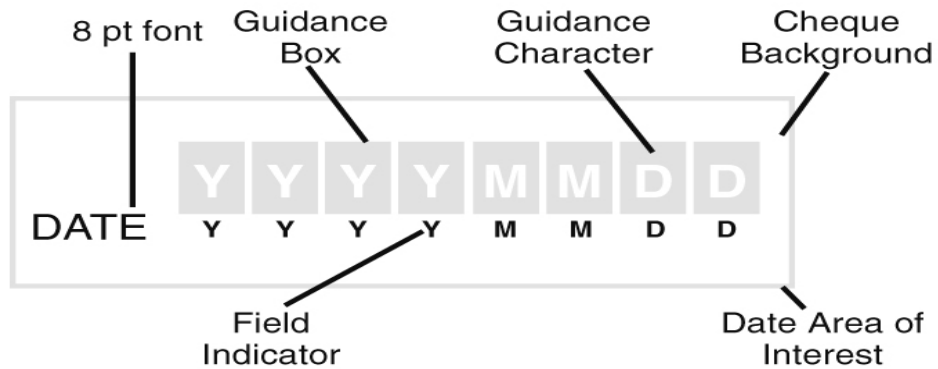 8 pt font
Guidance
Box
Guidance
Character
Cheque
Background
Y Y Y Y M M D D
DATE Y Y Y Y M M D D
Field
Indicator
Date Area of
Interest